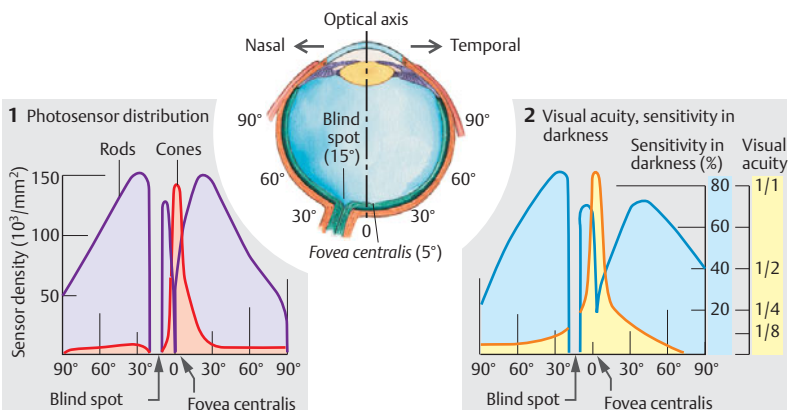 Optical axis
Nasal
Temporal
90°
90°
Blind
spot
(15°)
60°
60°
30°
30°
0
Fovea centralis (5°)
1 Photosensor distribution
Rods
Cones
Sensor density (10³/mm²)
150
100
50
90°
60°
30°
0
30°
60°
90°
Blind spot
Fovea centralis
2 Visual acuity, sensitivity in
darkness
Sensitivity in
darkness (%)
Visual
acuity
80
60
40
20
1/1
1/2
1/4
1/8
90°
60°
30°
0
30°
60°
90°
Blind spot
Fovea centralis